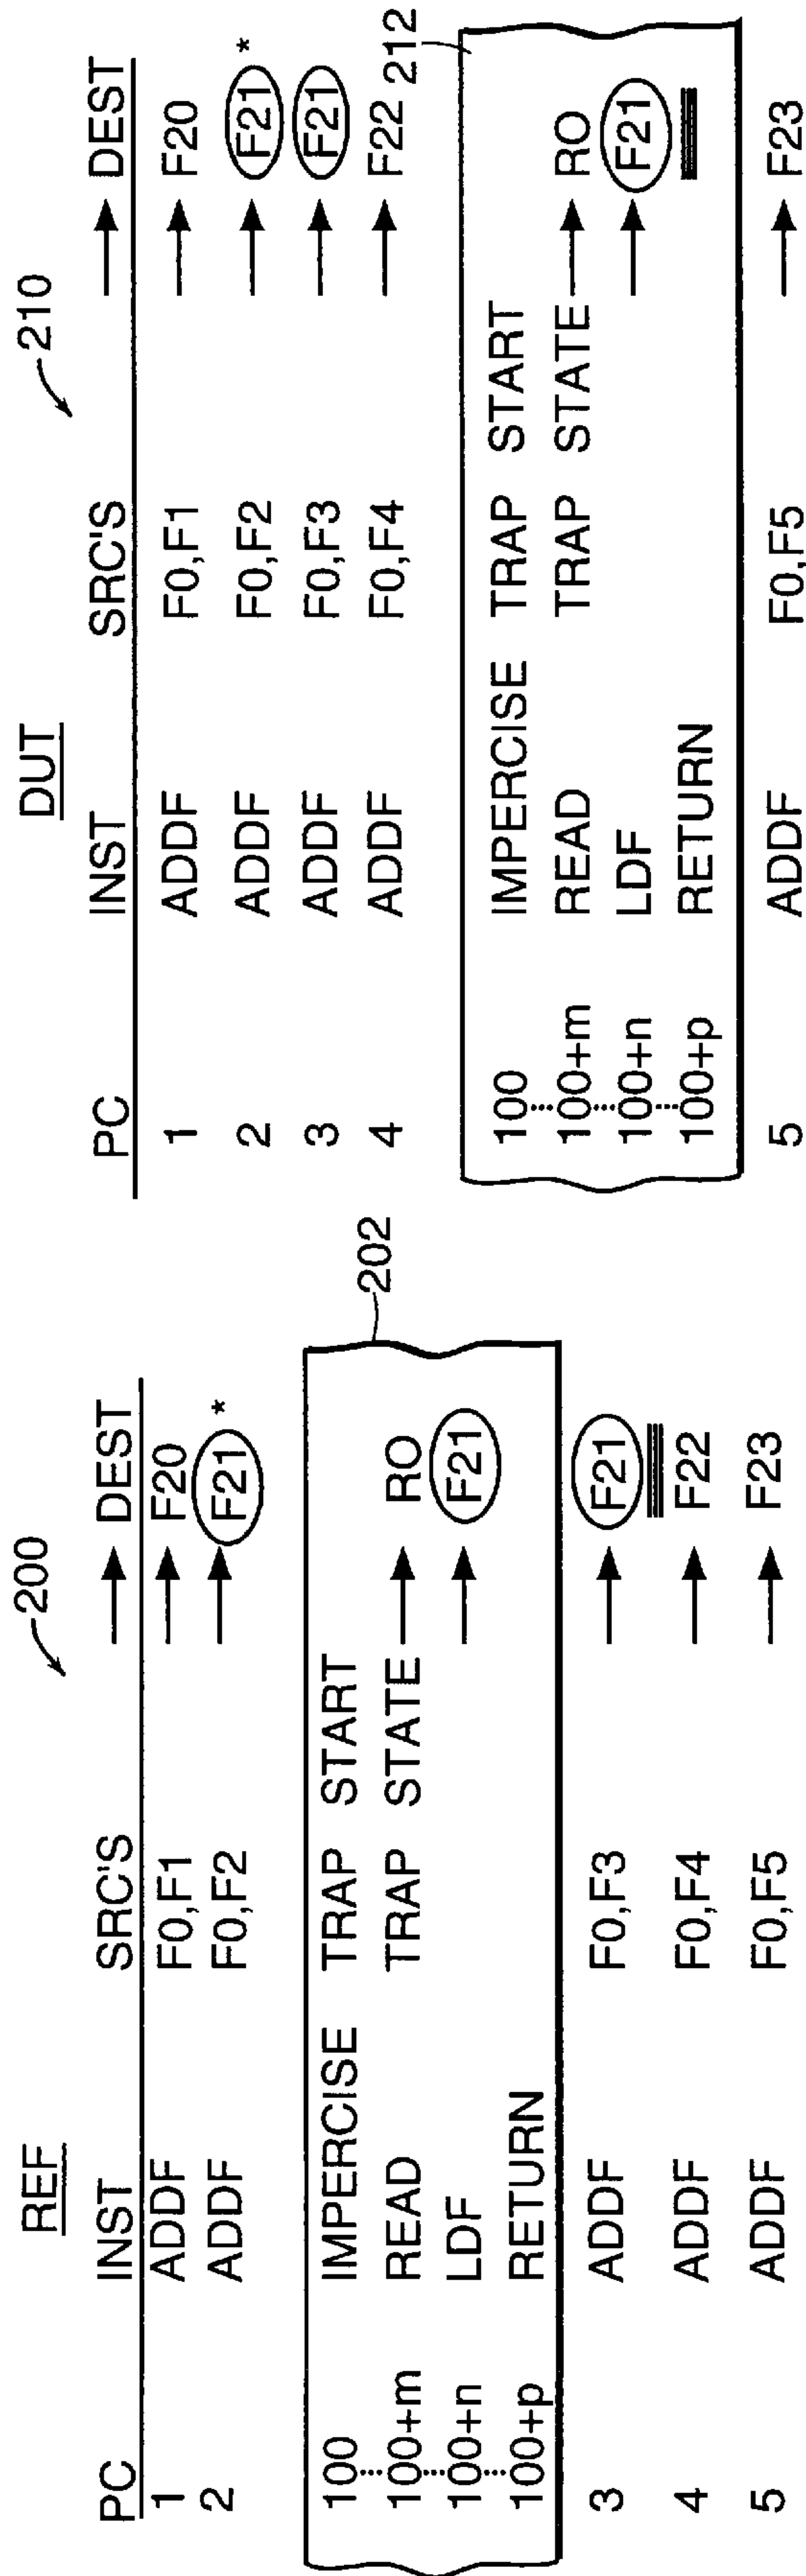 REF
200
PC INST SRC'S → DEST
1 ADDF F0,F1 → F20
2 ADDF F0,F2 → F21 *
202
100 IMPERCISE TRAP START
100+m READ TRAP STATE → RO
100+n LDF → F21
100+p RETURN
3 ADDF F0,F3 → F21
4 ADDF F0,F4 → F22
5 ADDF F0,F5 → F23
DUT
210
PC INST SRC'S → DEST
1 ADDF F0,F1 → F20
2 ADDF F0,F2 → F21 *
3 ADDF F0,F3 → F21
4 ADDF F0,F4 → F22
212
100 IMPERCISE TRAP START
100+m READ TRAP STATE → RO
100+n LDF → F21
100+p RETURN
5 ADDF F0,F5 → F23